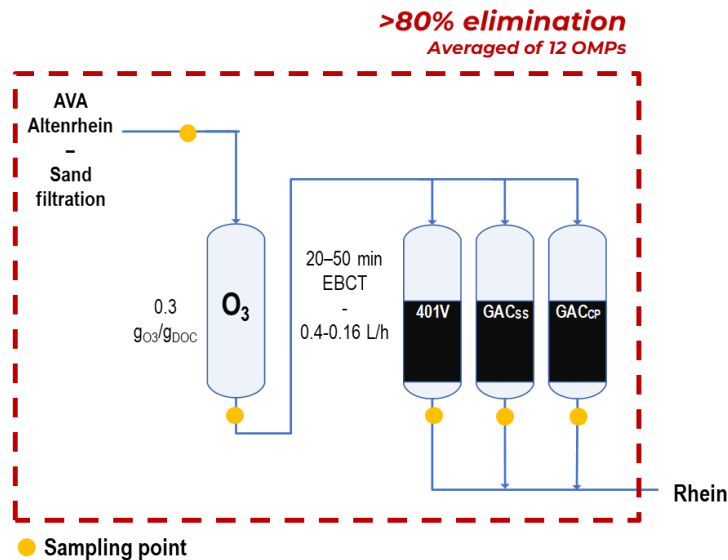 >80% elimination
Averaged of 12 OMPs
AVA
Altenrhein
–
Sand
filtration
0.3
gO3/gDOC
O3
20–50 min
EBCT
-
0.4-0.16 L/h
401V
GACSS
GACCP
Rhein
Sampling point